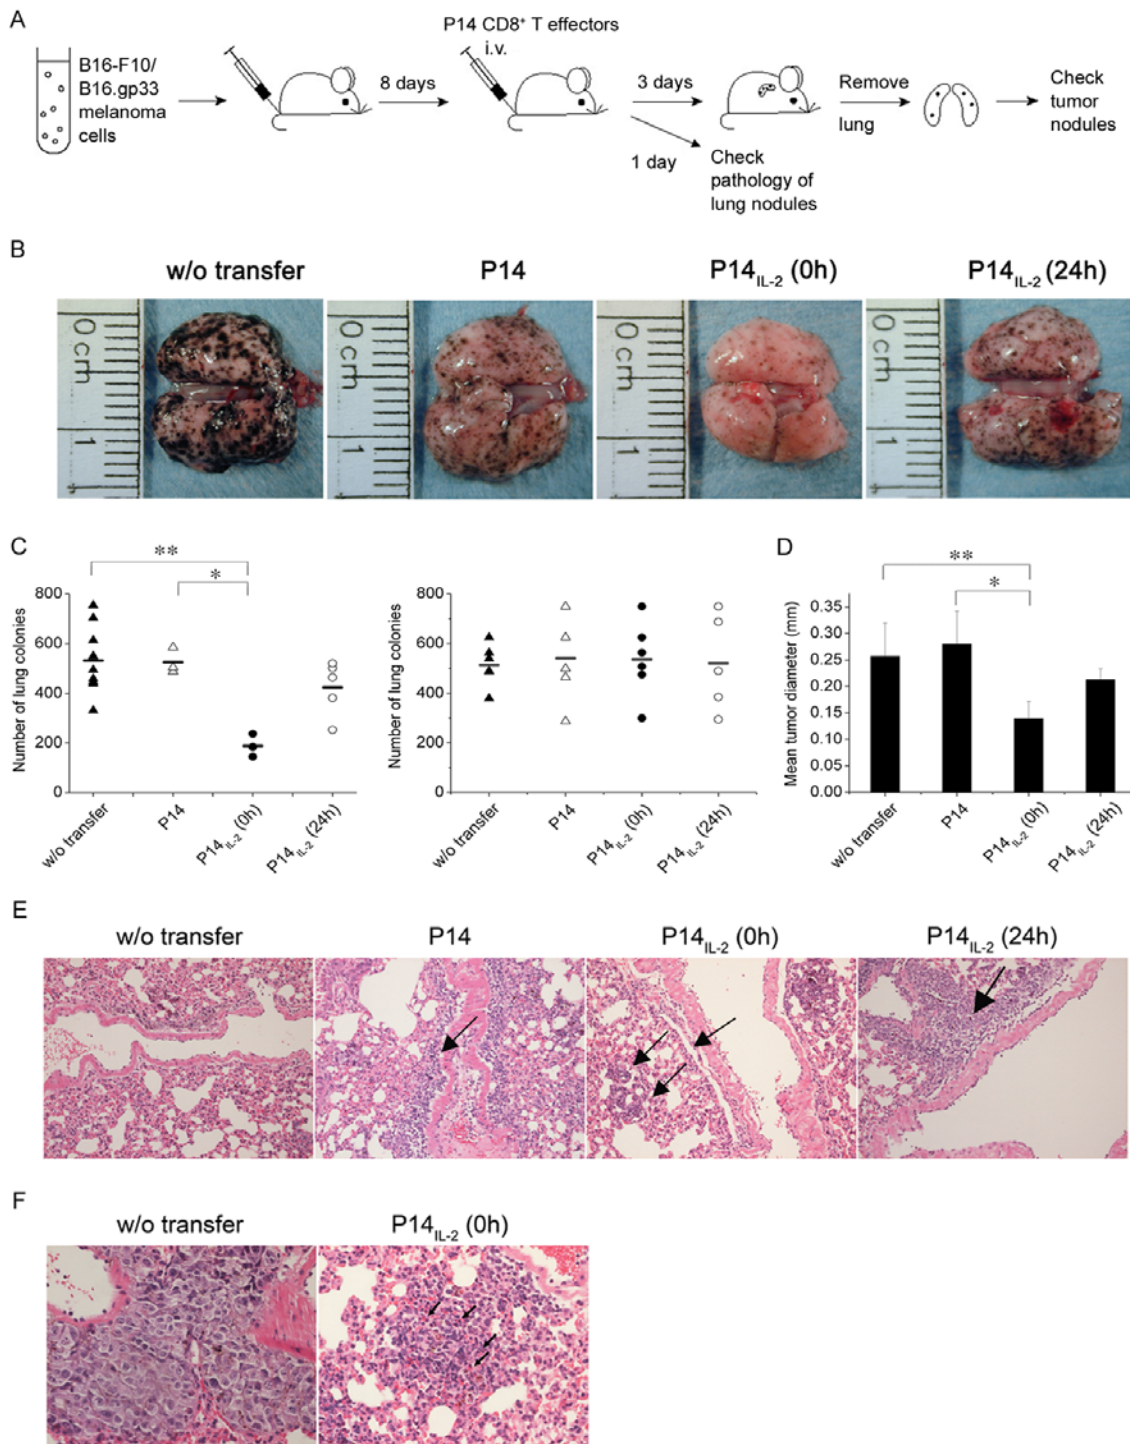 A
P14 CD8⁺ T effectors
i.v.
B16-F10/
B16.gp33
melanoma
cells
8 days
3 days
1 day
Check
pathology of
lung nodules
Remove
lung
Check
tumor
nodules
B
w/o transfer
P14
P14IL-2 (0h)
P14IL-2 (24h)
0 cm
1
0 cm
1
0 cm
1
0 cm
1
C
**
*
Number of lung colonies
800
600
400
200
0
w/o transfer
P14
P14IL-2 (0h)
P14IL-2 (24h)
Number of lung colonies
800
600
400
200
0
w/o transfer
P14
P14IL-2 (0h)
P14IL-2 (24h)
D
**
*
Mean tumor diameter (mm)
0.35
0.30
0.25
0.20
0.15
0.10
0.05
0.00
w/o transfer
P14
P14IL-2 (0h)
P14IL-2 (24h)
E
w/o transfer
P14
P14IL-2 (0h)
P14IL-2 (24h)
F
w/o transfer
P14IL-2 (0h)